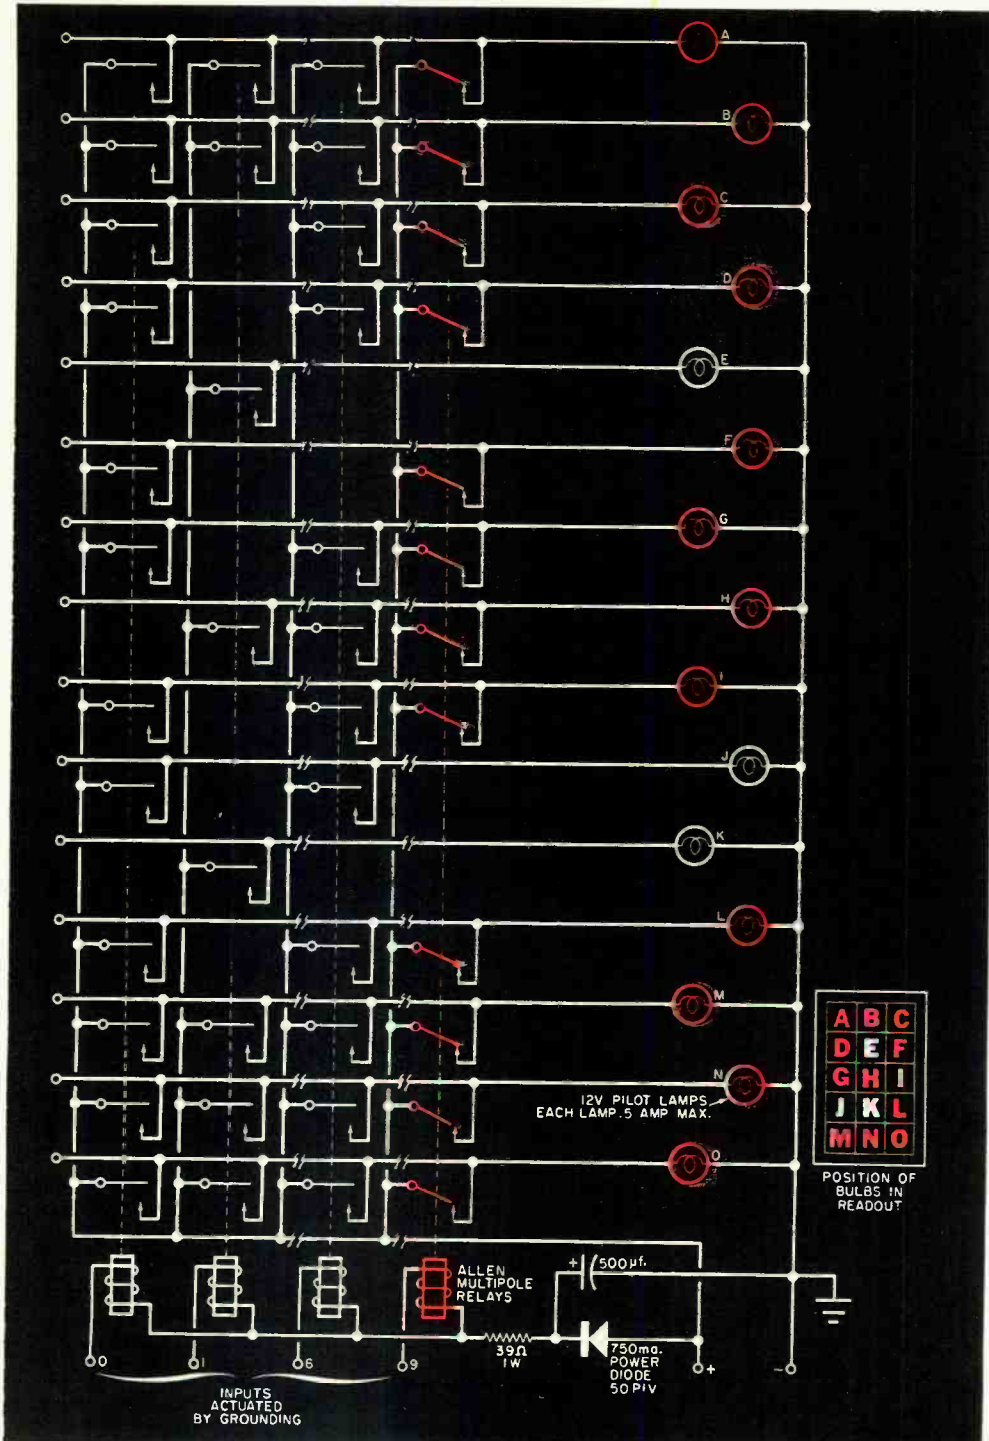 A
B
C
D
E
F
G
H
I
J
K
L
M
N
12V PILOT LAMPS
EACH LAMP .5 AMP MAX.
O
A B C
D E F
G H I
J K L
M N O
POSITION OF
BULBS IN
READOUT
ALLEN
MULTIPOLE
RELAYS
+ 500µf.
39Ω
1W
750ma.
POWER
DIODE
50 PIV
0 1 6 9 + -
INPUTS
ACTUATED
BY GROUNDING